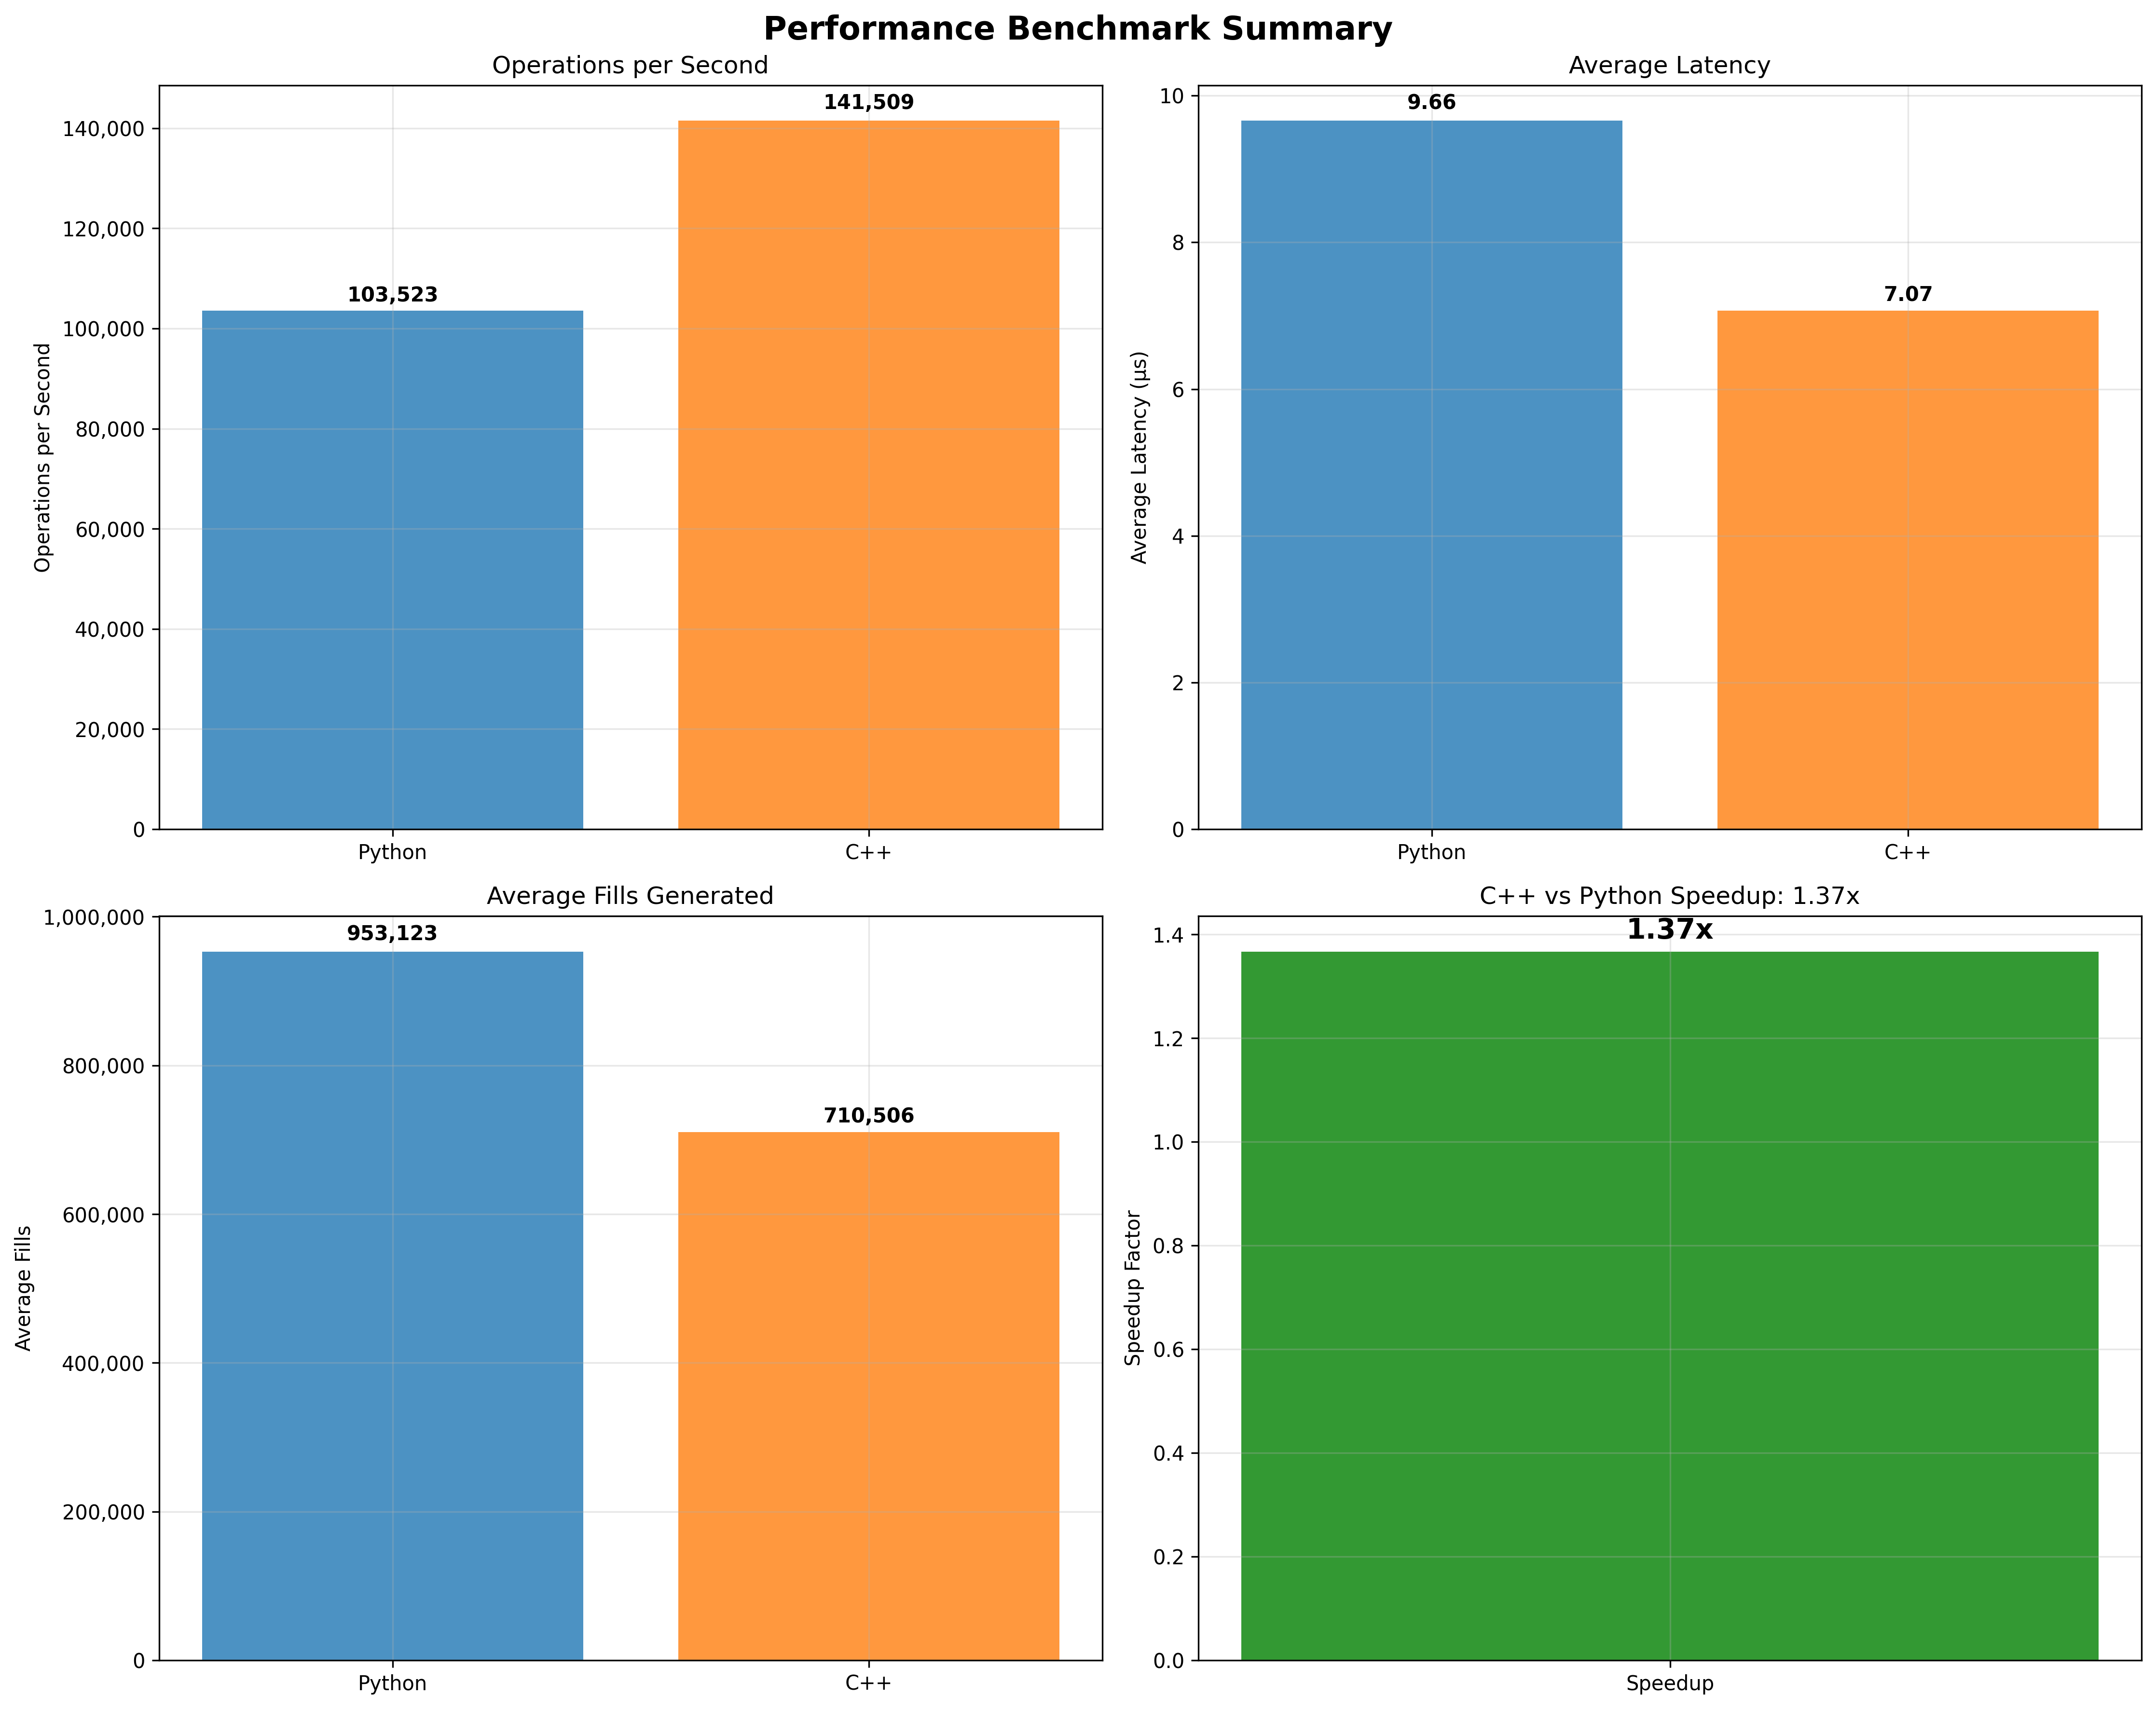 Performance Benchmark Summary
Operations per Second
Operations per Second
140,000
120,000
100,000
80,000
60,000
40,000
20,000
0
103,523
141,509
Python
C++
Average Latency
Average Latency (µs)
10
8
6
4
2
0
9.66
7.07
Python
C++
Average Fills Generated
Average Fills
1,000,000
800,000
600,000
400,000
200,000
0
953,123
710,506
Python
C++
C++ vs Python Speedup: 1.37x
Speedup Factor
1.4
1.2
1.0
0.8
0.6
0.4
0.2
0.0
1.37x
Speedup